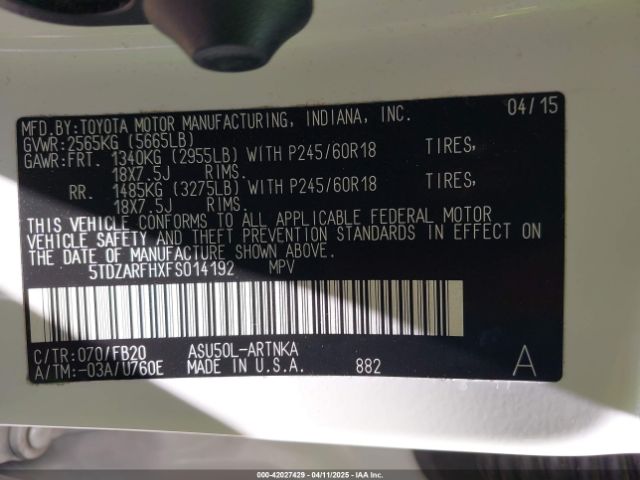 MFD.BY:TOYOTA MOTOR MANUFACTURING, INDIANA, INC. 04/15
GVWR:2565KG (5665LB)
GAWR:FRT. 1340KG (2955LB) WITH P245/60R18 TIRES,
18X7.5J RIMS.
RR. 1485KG (3275LB) WITH P245/60R18 TIRES,
18X7.5J RIMS.
THIS VEHICLE CONFORMS TO ALL APPLICABLE FEDERAL MOTOR
VEHICLE SAFETY AND THEFT PREVENTION STANDARDS IN EFFECT ON
THE DATE OF MANUFACTURE SHOWN ABOVE.
5TDZARFHXFS014192 MPV
C/TR:070/FB20 ASU50L-ARTNKA
A/TM:-03A/U760E MADE IN U.S.A. 882 A
000-42027429 - 04/11/2025 - IAAI.COM